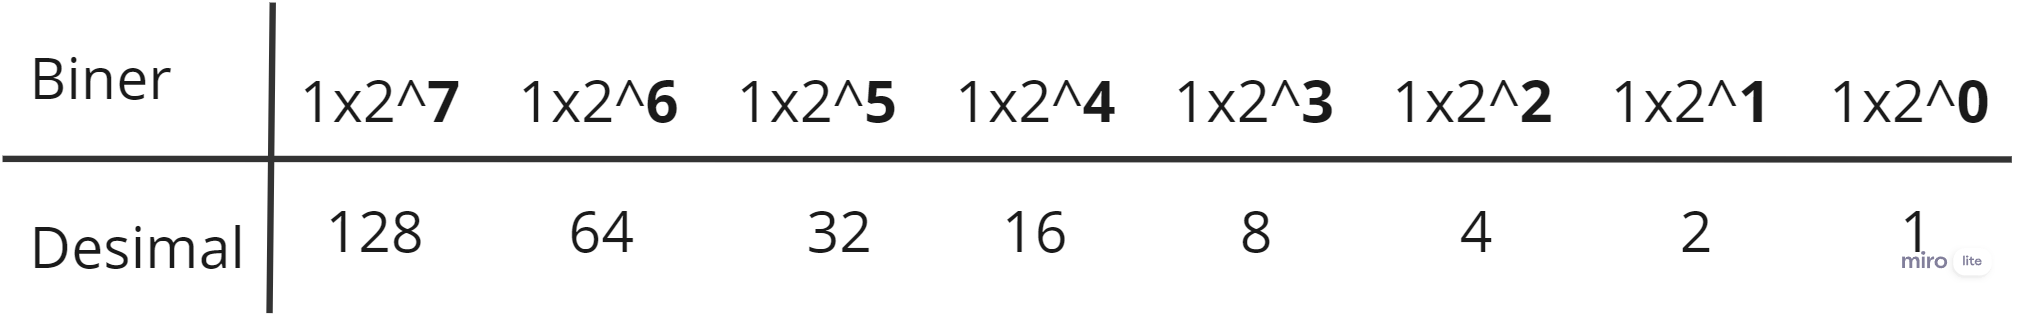 Biner 1x2^7 1x2^6 1x2^5 1x2^4 1x2^3 1x2^2 1x2^1 1x2^0
Desimal 128 64 32 16 8 4 2 1
miro lite